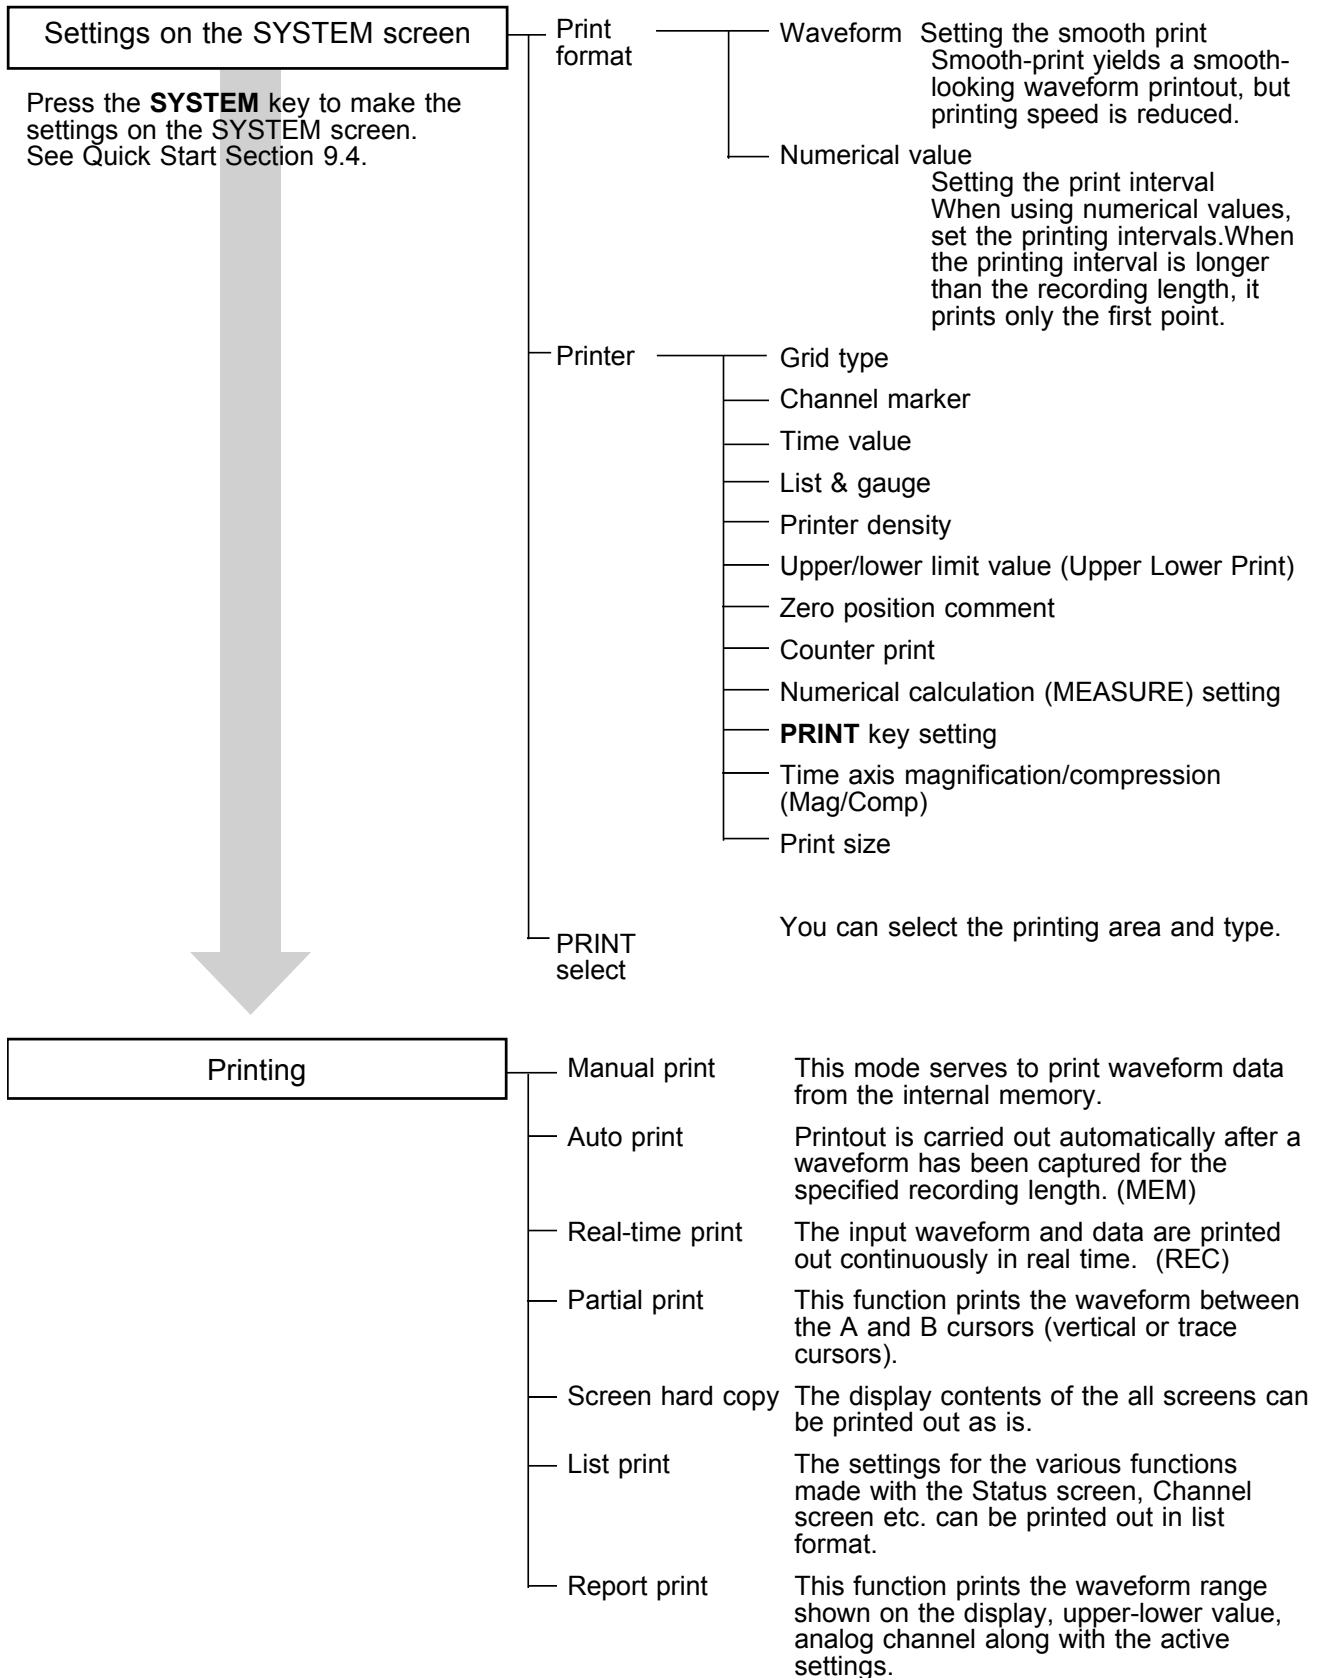 Settings on the SYSTEM screen
Press the SYSTEM key to make the
settings on the SYSTEM screen.
See Quick Start Section 9.4.
Print
format
Waveform Setting the smooth print
Smooth-print yields a smooth-
looking waveform printout, but
printing speed is reduced.
Numerical value
Setting the print interval
When using numerical values,
set the printing intervals.When
the printing interval is longer
than the recording length, it
prints only the first point.
Printer
Grid type
Channel marker
Time value
List & gauge
Printer density
Upper/lower limit value (Upper Lower Print)
Zero position comment
Counter print
Numerical calculation (MEASURE) setting
PRINT key setting
Time axis magnification/compression
(Mag/Comp)
Print size
PRINT
select
You can select the printing area and type.
Printing
Manual print
This mode serves to print waveform data
from the internal memory.
Auto print
Printout is carried out automatically after a
waveform has been captured for the
specified recording length. (MEM)
Real-time print
The input waveform and data are printed
out continuously in real time. (REC)
Partial print
This function prints the waveform between
the A and B cursors (vertical or trace
cursors).
Screen hard copy
The display contents of the all screens can
be printed out as is.
List print
The settings for the various functions
made with the Status screen, Channel
screen etc. can be printed out in list
format.
Report print
This function prints the waveform range
shown on the display, upper-lower value,
analog channel along with the active
settings.